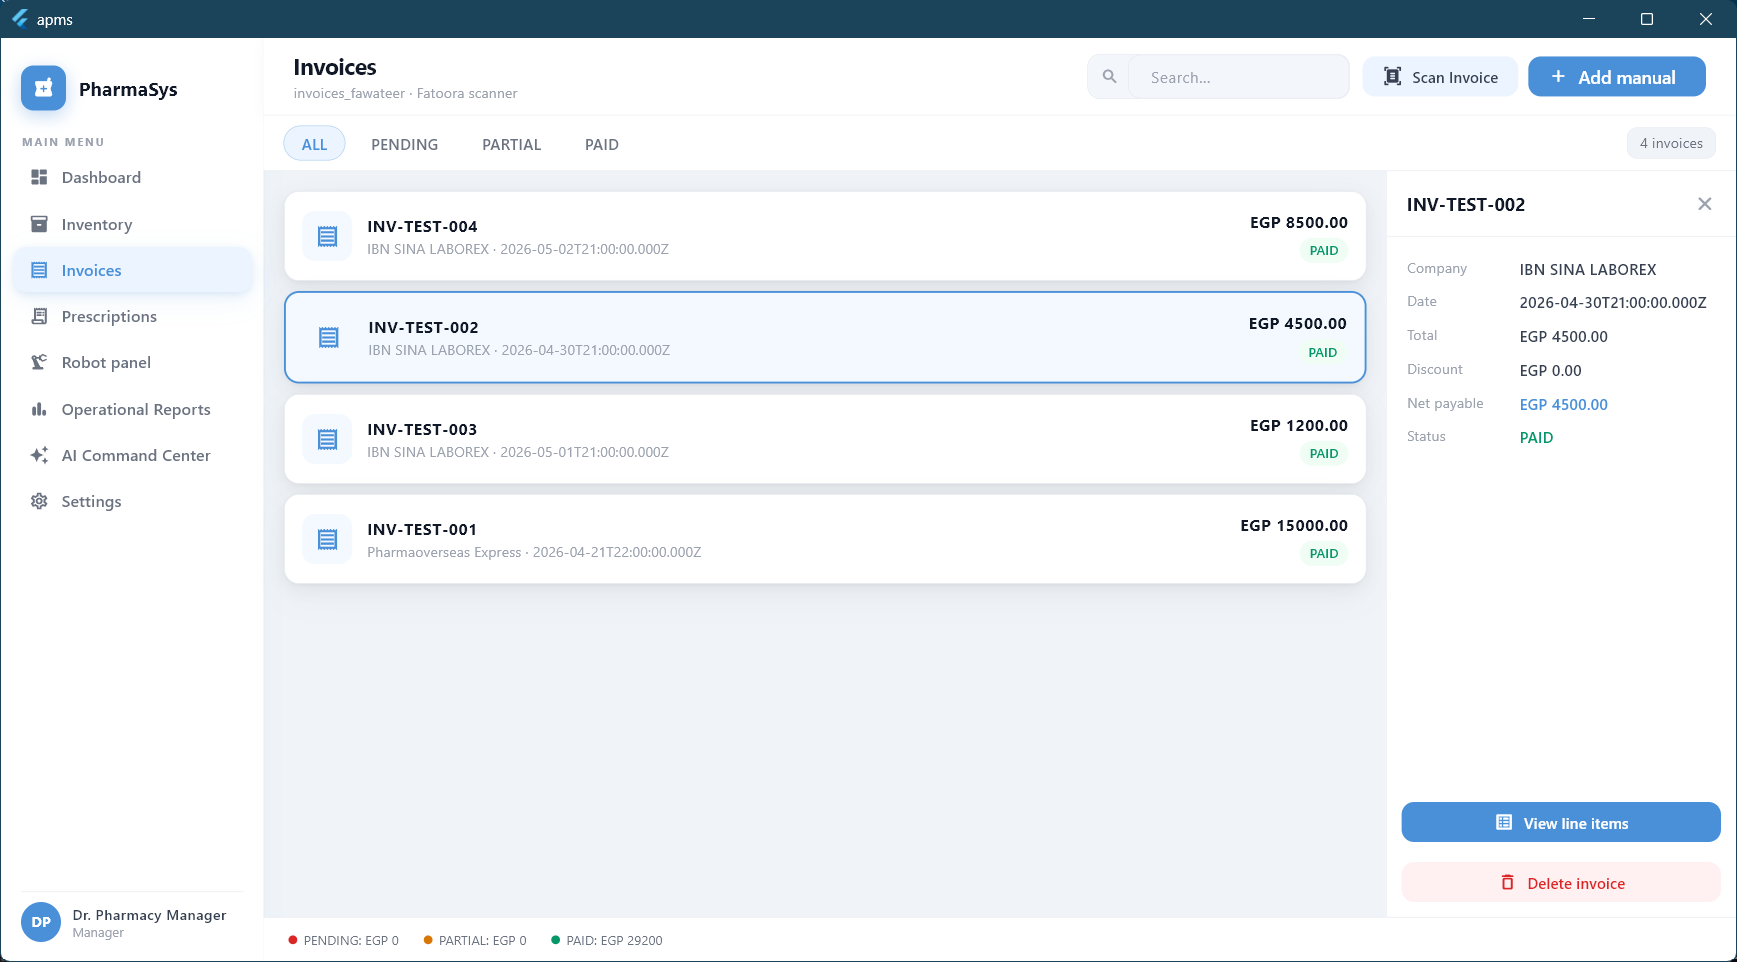 apms
PharmaSys
MAIN MENU
Dashboard
Inventory
Invoices
Prescriptions
Robot panel
Operational Reports
AI Command Center
Settings
DP
Dr. Pharmacy Manager
Manager
Invoices
invoices_fawateer · Fatoora scanner
Search...
Scan Invoice
+ Add manual
ALL
PENDING
PARTIAL
PAID
4 invoices
INV-TEST-004
IBN SINA LABOREX · 2026-05-02T21:00:00.000Z
EGP 8500.00
PAID
INV-TEST-002
IBN SINA LABOREX · 2026-04-30T21:00:00.000Z
EGP 4500.00
PAID
INV-TEST-003
IBN SINA LABOREX · 2026-05-01T21:00:00.000Z
EGP 1200.00
PAID
INV-TEST-001
Pharmaoverseas Express · 2026-04-21T22:00:00.000Z
EGP 15000.00
PAID
INV-TEST-002
Company IBN SINA LABOREX
Date 2026-04-30T21:00:00.000Z
Total EGP 4500.00
Discount EGP 0.00
Net payable EGP 4500.00
Status PAID
View line items
Delete invoice
PENDING: EGP 0
PARTIAL: EGP 0
PAID: EGP 29200